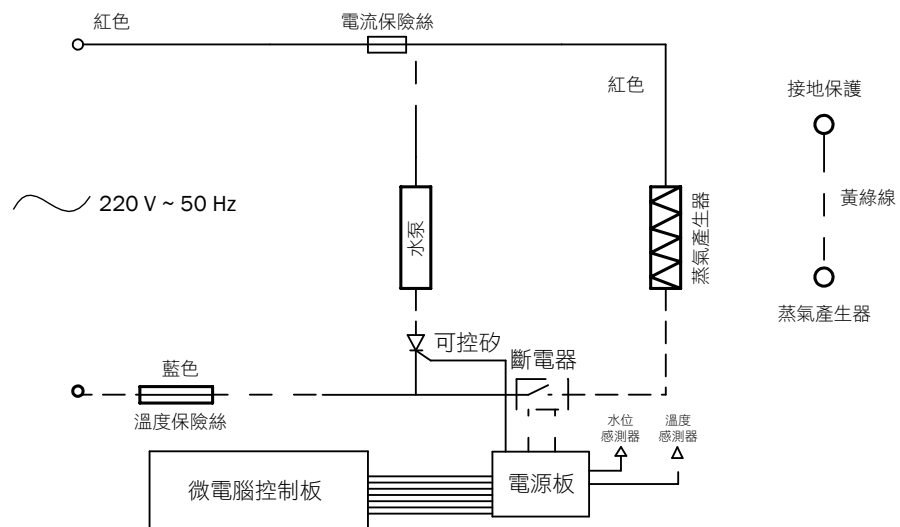 紅色
電流保險絲
紅色
接地保護
220 V ~ 50 Hz
水泵
蒸氣產生器
黃綠線
蒸氣產生器
可控矽
斷電器
藍色
溫度保險絲
水位
感測器
溫度
感測器
微電腦控制板
電源板